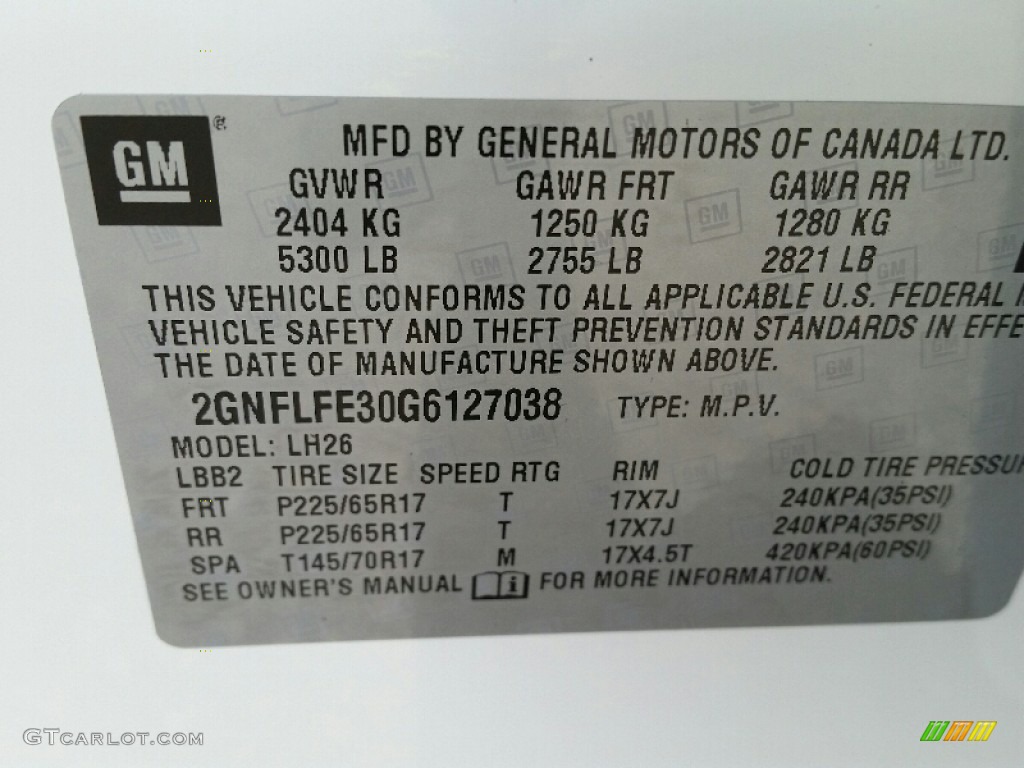 GM
MFD BY GENERAL MOTORS OF CANADA LTD.
GVWR GAWR FRT GAWR RR
2404 KG 1250 KG 1280 KG
5300 LB 2755 LB 2821 LB
THIS VEHICLE CONFORMS TO ALL APPLICABLE U.S. FEDERAL
VEHICLE SAFETY AND THEFT PREVENTION STANDARDS IN EFFE
THE DATE OF MANUFACTURE SHOWN ABOVE.
2GNFLFE30G6127038 TYPE: M.P.V.
MODEL: LH26
LBB2 TIRE SIZE SPEED RTG RIM COLD TIRE PRESSU
FRT P225/65R17 T 17X7J 240KPA(35PSI)
RR P225/65R17 T 17X7J 240KPA(35PSI)
SPA T145/70R17 M 17X4.5T 420KPA(60PSI)
SEE OWNER'S MANUAL i FOR MORE INFORMATION.
GTCARLOT.COM